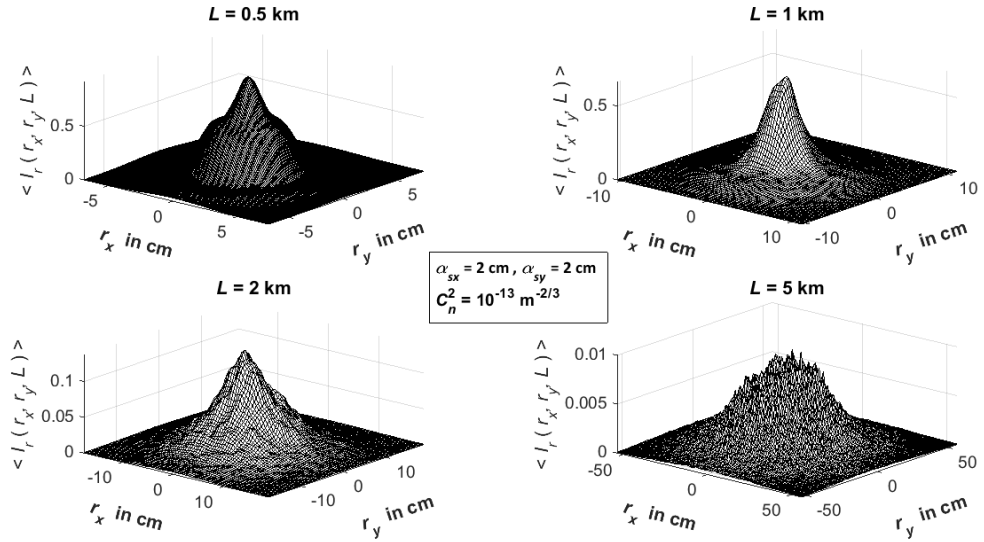 L = 0.5 km
< I_r ( r_x, r_y, L ) >
0.5
0
-5
0
5
r_x in cm
-5
0
5
r_y in cm
L = 1 km
< I_r ( r_x, r_y, L ) >
0.5
0
-10
0
10
r_x in cm
-10
0
10
r_y in cm
α_sx = 2 cm , α_sy = 2 cm
C_n^2 = 10^-13 m^-2/3
L = 2 km
< I_r ( r_x, r_y, L ) >
0.1
0.05
0
-10
0
10
r_x in cm
-10
0
10
r_y in cm
L = 5 km
< I_r ( r_x, r_y, L ) >
0.01
0.005
0
-50
0
50
r_x in cm
-50
0
50
r_y in cm